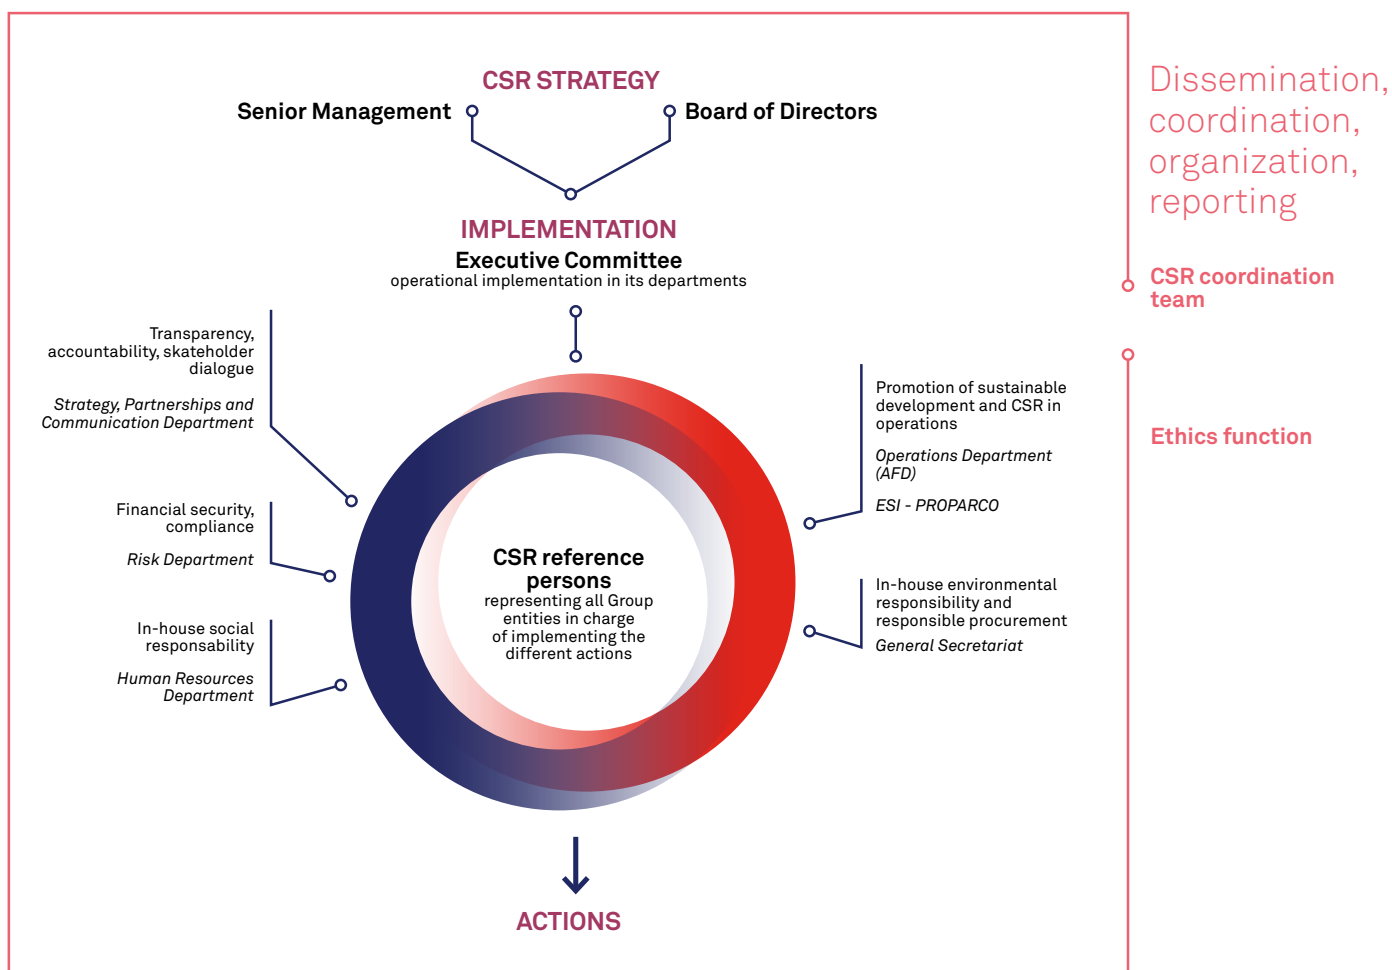 CSR STRATEGY
Senior Management
Board of Directors
IMPLEMENTATION
Executive Committee
operational implementation in its departments
Transparency,
accountability, skateholder
dialogue
Strategy, Partnerships and
Communication Department
Financial security,
compliance
Risk Department
In-house social
responsability
Human Resources
Department
CSR reference
persons
representing all Group
entities in charge
of implementing the
different actions
Promotion of sustainable
development and CSR in
operations
Operations Department
(AFD)
ESI - PROPARCO
In-house environmental
responsibility and
responsible procurement
General Secretariat
ACTIONS
Dissemination,
coordination,
organization,
reporting
CSR coordination
team
Ethics function